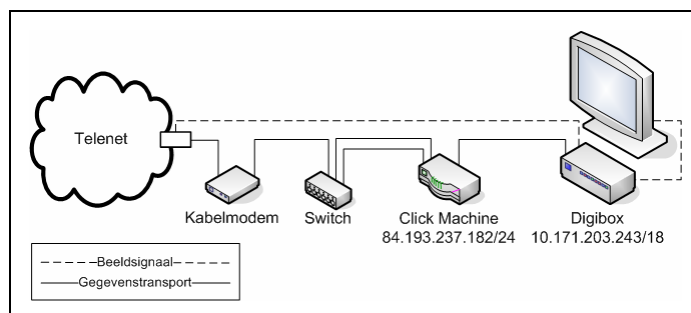 Telenet
Kabelmodem
Switch
Click Machine
84.193.237.182/24
Digibox
10.171.203.243/18
Beeldsignaal
Gegevenstransport